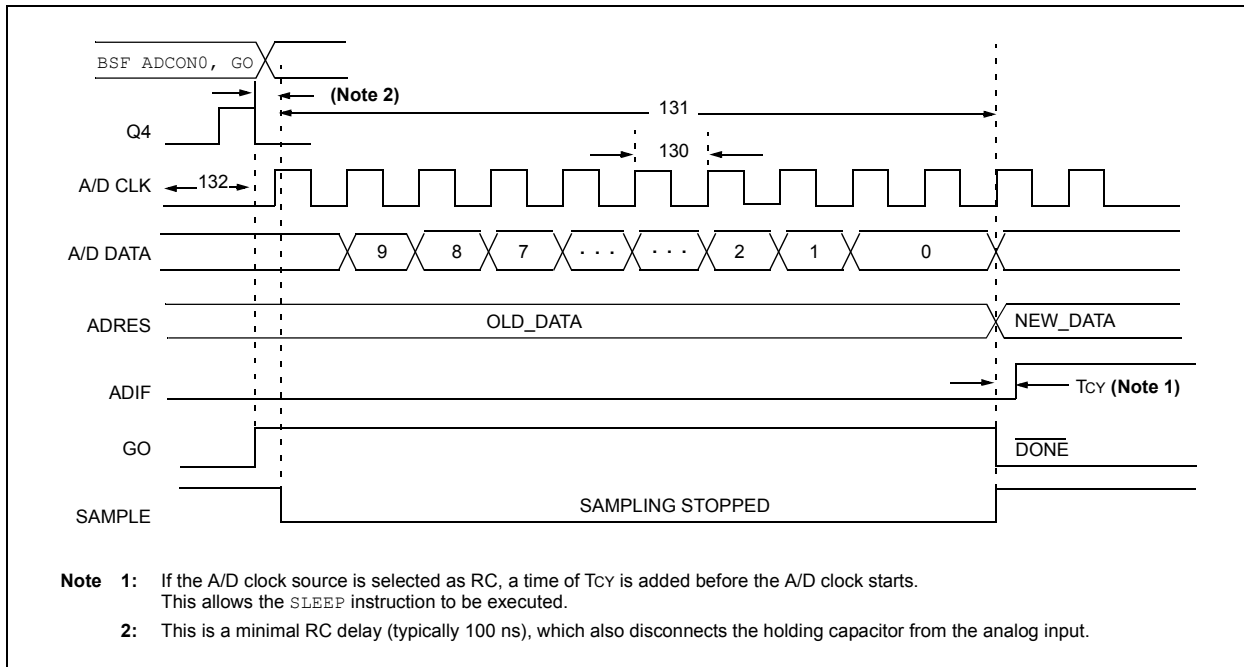 BSF ADCON0, GO
(Note 2)
131
Q4
130
A/D CLK
132
A/D DATA
9 8 7 . . . . . . 2 1 0
ADRES
OLD_DATA
NEW_DATA
ADIF
TCY (Note 1)
GO
DONE
SAMPLE
SAMPLING STOPPED
Note 1: If the A/D clock source is selected as RC, a time of TCY is added before the A/D clock starts.
This allows the SLEEP instruction to be executed.
2: This is a minimal RC delay (typically 100 ns), which also disconnects the holding capacitor from the analog input.